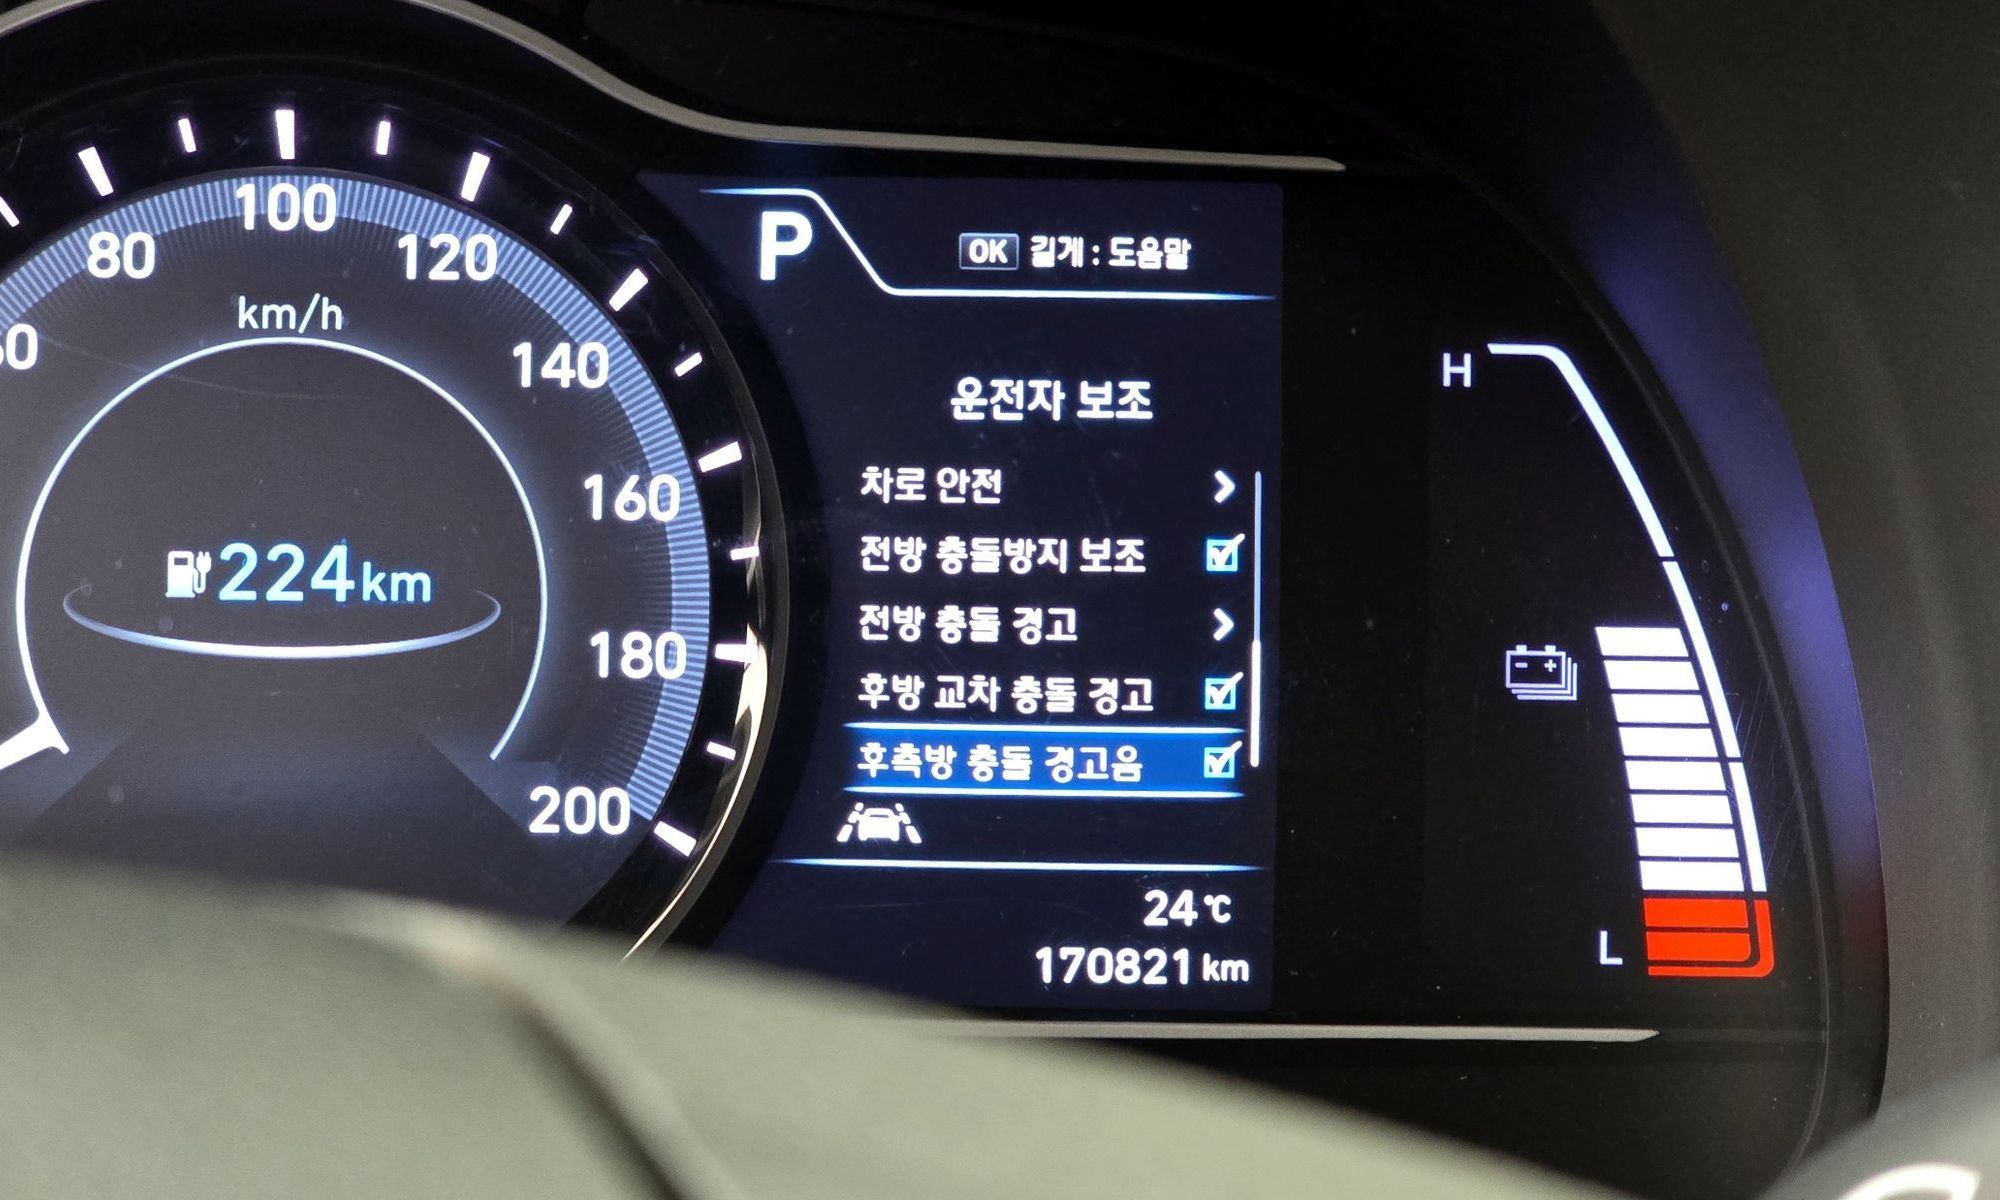 60
80
100
120
140
160
180
200
km/h
224km
P
OK 길게 : 도움말
운전자 보조
차로 안전
전방 충돌방지 보조
전방 충돌 경고
후방 교차 충돌 경고
후측방 충돌 경고음
24℃
170821km
H
L